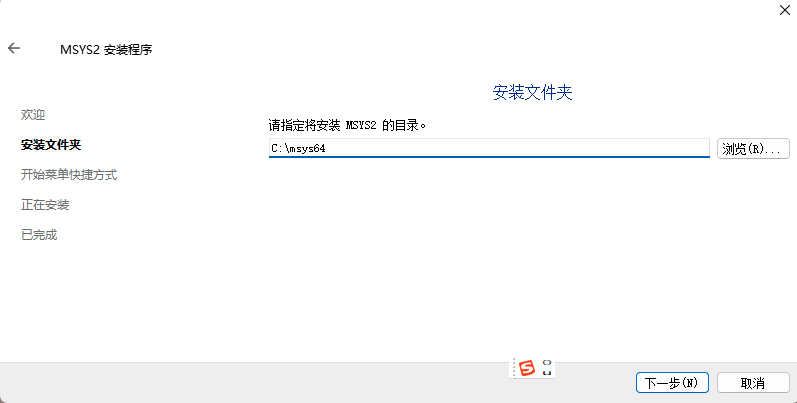 MSYS2 安装程序
安装文件夹
欢迎
安装文件夹
开始菜单快捷方式
正在安装
已完成
请指定将安装 MSYS2 的目录。
C:\msys64
浏览(R)...
S
下一步(N)
取消